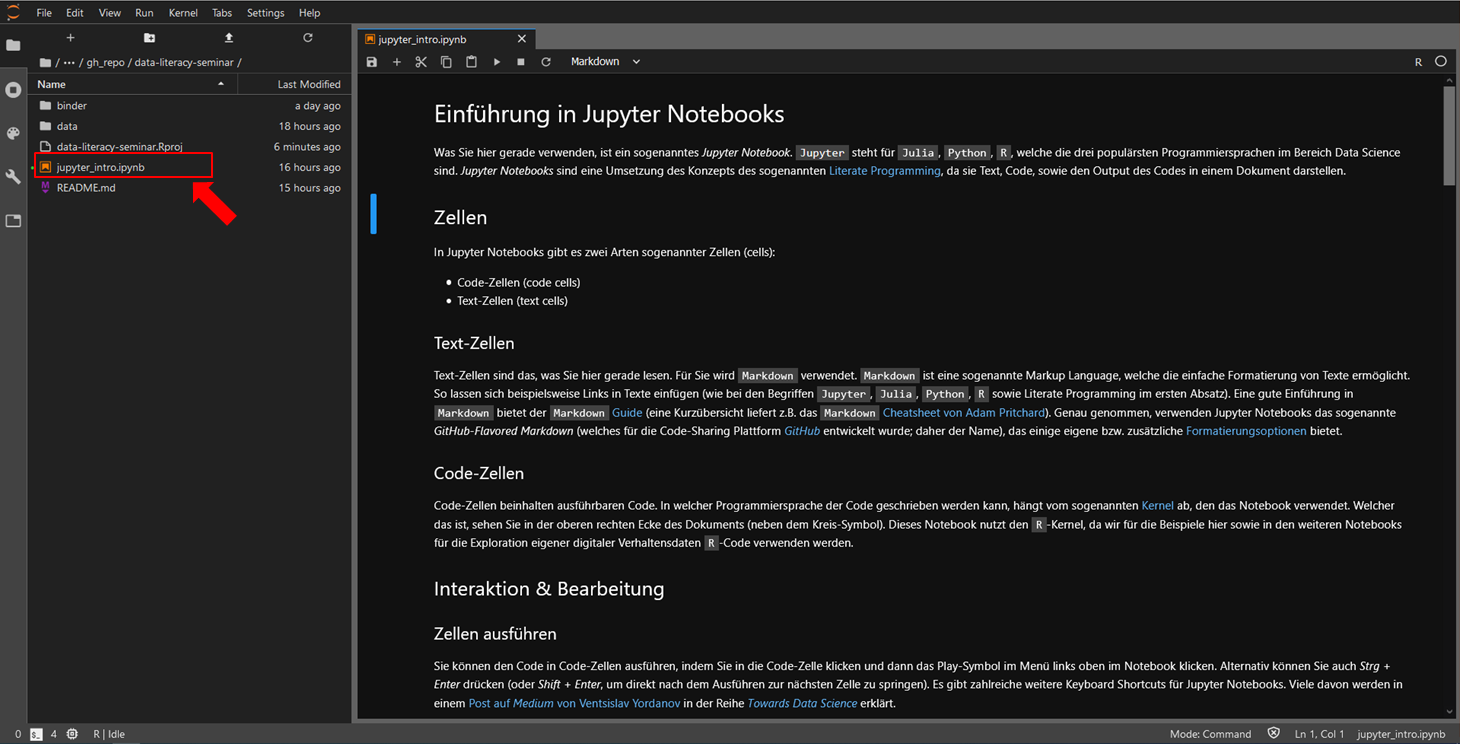 File Edit View Run Kernel Tabs Settings Help
/ ··· / gh_repo / data-literacy-seminar /
Name Last Modified
binder a day ago
data 18 hours ago
data-literacy-seminar.Rproj 6 minutes ago
jupyter_intro.ipynb 16 hours ago
README.md 15 hours ago
jupyter_intro.ipynb
Markdown
R
Einführung in Jupyter Notebooks
Was Sie hier gerade verwenden, ist ein sogenanntes Jupyter Notebook. Jupyter steht für Julia, Python, R, welche die drei populärsten Programmiersprachen im Bereich Data Science
sind. Jupyter Notebooks sind eine Umsetzung des Konzepts des sogenannten Literate Programming, da sie Text, Code, sowie den Output des Codes in einem Dokument darstellen.
Zellen
In Jupyter Notebooks gibt es zwei Arten sogenannter Zellen (cells):
• Code-Zellen (code cells)
• Text-Zellen (text cells)
Text-Zellen
Text-Zellen sind das, was Sie hier gerade lesen. Für Sie wird Markdown verwendet. Markdown ist eine sogenannte Markup Language, welche die einfache Formatierung von Texte ermöglicht.
So lassen sich beispielsweise Links in Texte einfügen (wie bei den Begriffen Jupyter, Julia, Python, R sowie Literate Programming im ersten Absatz). Eine gute Einführung in
Markdown bietet der Markdown Guide (eine Kurzübersicht liefert z.B. das Markdown Cheatsheet von Adam Pritchard). Genau genommen, verwenden Jupyter Notebooks das sogenannte
GitHub-Flavored Markdown (welches für die Code-Sharing Plattform GitHub entwickelt wurde; daher der Name), das einige eigene bzw. zusätzliche Formatierungsoptionen bietet.
Code-Zellen
Code-Zellen beinhalten ausführbaren Code. In welcher Programmiersprache der Code geschrieben werden kann, hängt vom sogenannten Kernel ab, den das Notebook verwendet. Welcher
das ist, sehen Sie in der oberen rechten Ecke des Dokuments (neben dem Kreis-Symbol). Dieses Notebook nutzt den R-Kernel, da wir für die Beispiele hier sowie in den weiteren Notebooks
für die Exploration eigener digitaler Verhaltensdaten R-Code verwenden werden.
Interaktion & Bearbeitung
Zellen ausführen
Sie können den Code in Code-Zellen ausführen, indem Sie in die Code-Zelle klicken und dann das Play-Symbol im Menü links oben im Notebook klicken. Alternativ können Sie auch Strg +
Enter drücken (oder Shift + Enter, um direkt nach dem Ausführen zur nächsten Zelle zu springen). Es gibt zahlreiche weitere Keyboard Shortcuts für Jupyter Notebooks. Viele davon werden in
einem Post auf Medium von Ventsislav Yordanov in der Reihe Towards Data Science erklärt.
0 4 R | Idle Mode: Command Ln 1, Col 1 jupyter_intro.ipynb